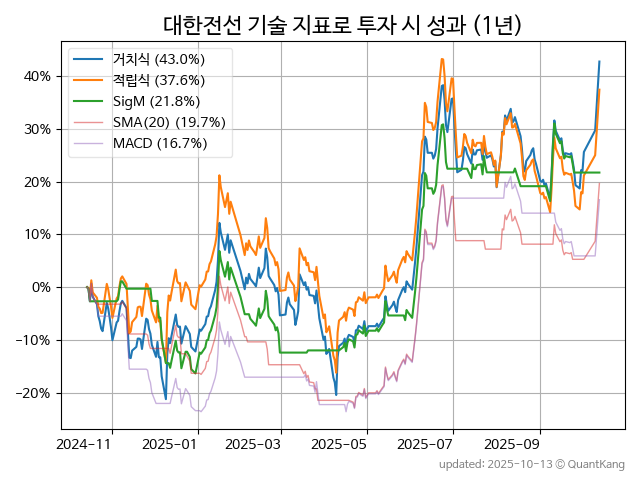 대한전선 기술 지표로 투자 시 성과 (1년)
거치식 (43.0%)
적립식 (37.6%)
SigM (21.8%)
SMA(20) (19.7%)
MACD (16.7%)
40%
30%
20%
10%
0%
−10%
−20%
2024-11 2025-01 2025-03 2025-05 2025-07 2025-09
updated: 2025-10-13 © QuantKang